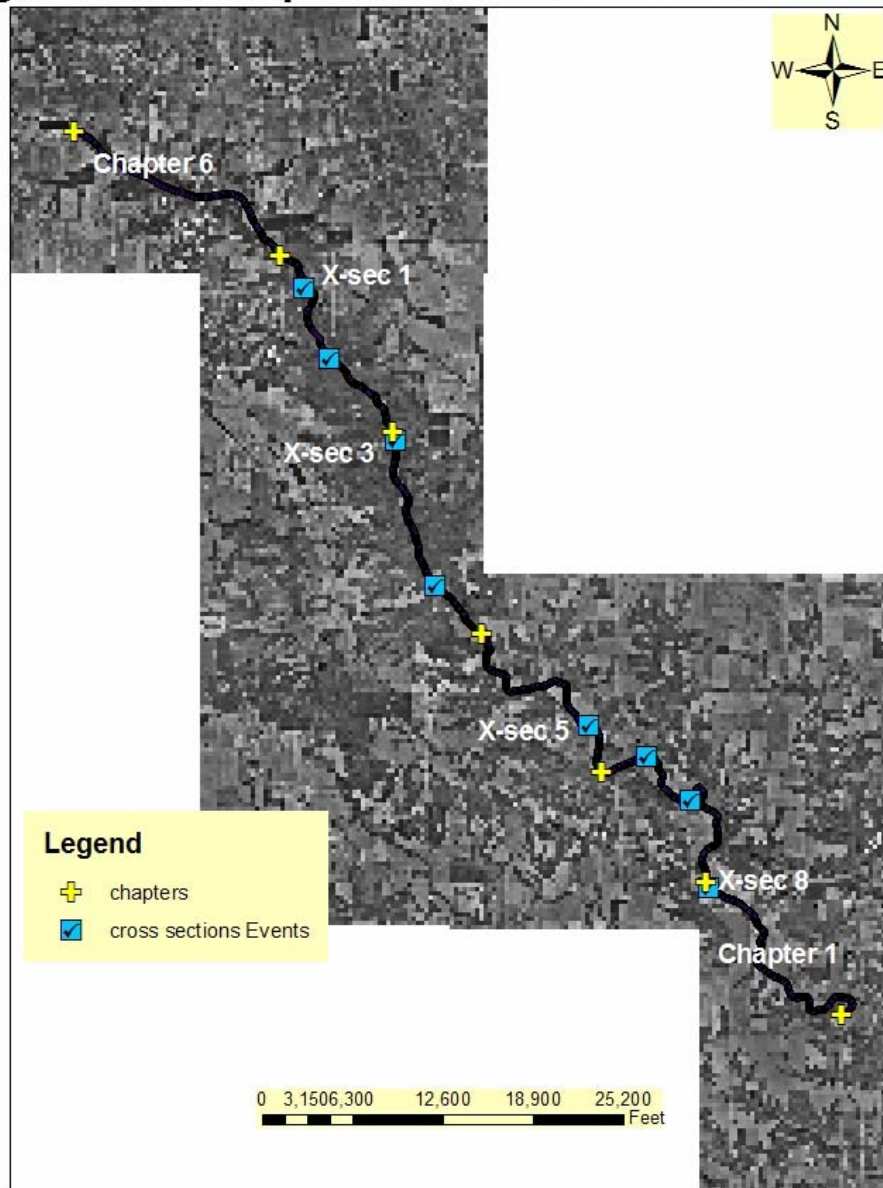 N
W E
S
Chapter 6
X-sec 1
X-sec 3
X-sec 5
X-sec 8
Chapter 1
Legend
chapters
cross sections Events
0 3,1506,300 12,600 18,900 25,200
Feet